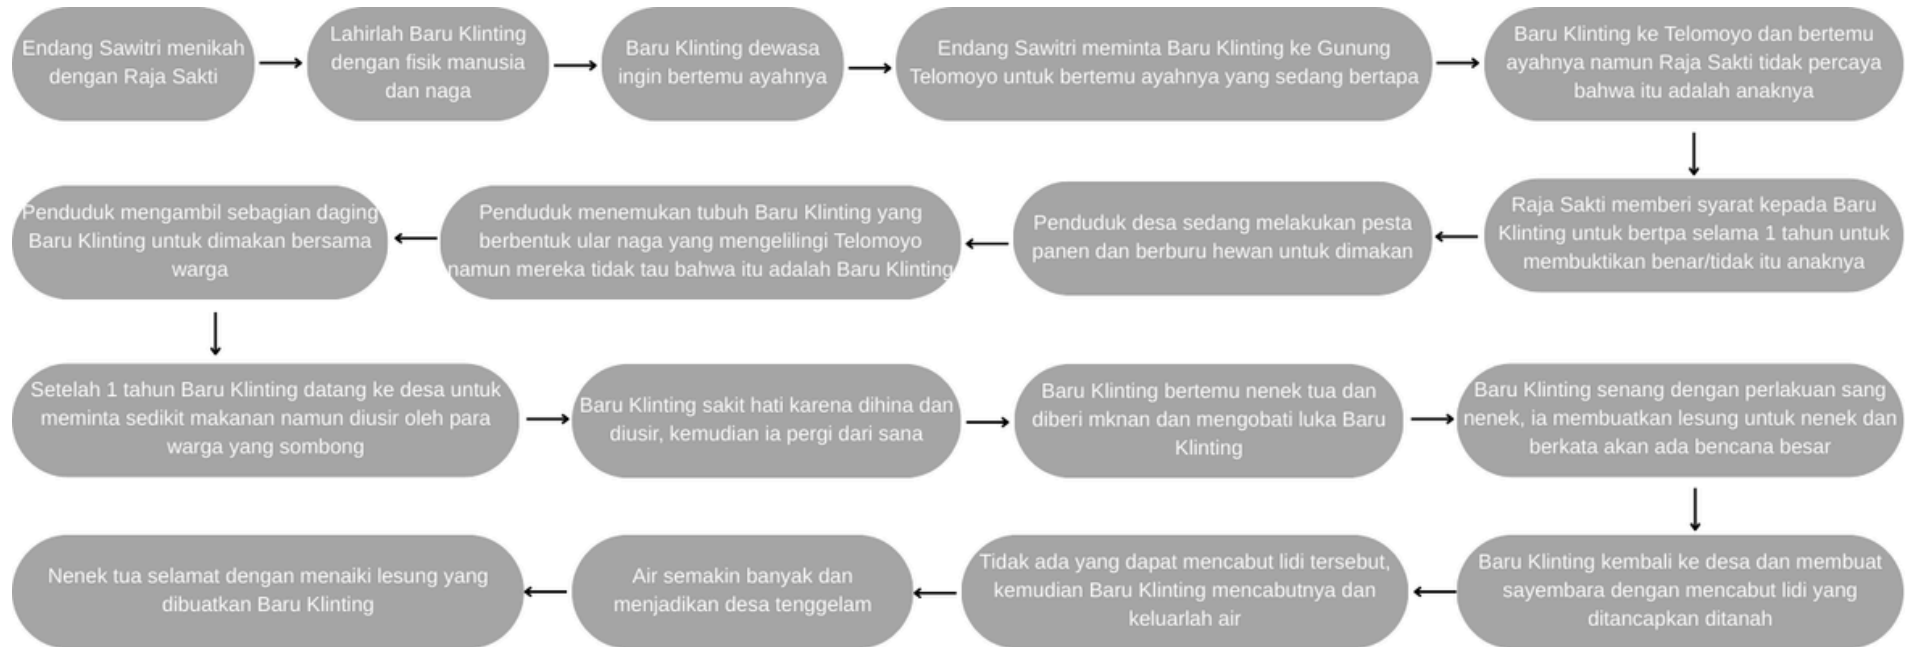 Endang Sawitri menikah
dengan Raja Sakti
Lahirlah Baru Klinting
dengan fisik manusia
dan naga
Baru Klinting dewasa
ingin bertemu ayahnya
Endang Sawitri meminta Baru Klinting ke Gunung
Telomoyo untuk bertemu ayahnya yang sedang bertapa
Baru Klinting ke Telomoyo dan bertemu
ayahnya namun Raja Sakti tidak percaya
bahwa itu adalah anaknya
Raja Sakti memberi syarat kepada Baru
Klinting untuk bertpa selama 1 tahun untuk
membuktikan benar/tidak itu anaknya
Penduduk desa sedang melakukan pesta
panen dan berburu hewan untuk dimakan
Penduduk menemukan tubuh Baru Klinting yang
berbentuk ular naga yang mengelilingi Telomoyo
namun mereka tidak tau bahwa itu adalah Baru Klinting
Penduduk mengambil sebagian daging
Baru Klinting untuk dimakan bersama
warga
Setelah 1 tahun Baru Klinting datang ke desa untuk
meminta sedikit makanan namun diusir oleh para
warga yang sombong
Baru Klinting sakit hati karena dihina dan
diusir, kemudian ia pergi dari sana
Baru Klinting bertemu nenek tua dan
diberi mknan dan mengobati luka Baru
Klinting
Baru Klinting senang dengan perlakuan sang
nenek, ia membuatkan lesung untuk nenek dan
berkata akan ada bencana besar
Baru Klinting kembali ke desa dan membuat
sayembara dengan mencabut lidi yang
ditancapkan ditanah
Tidak ada yang dapat mencabut lidi tersebut,
kemudian Baru Klinting mencabutnya dan
keluarlah air
Air semakin banyak dan
menjadikan desa tenggelam
Nenek tua selamat dengan menaiki lesung yang
dibuatkan Baru Klinting